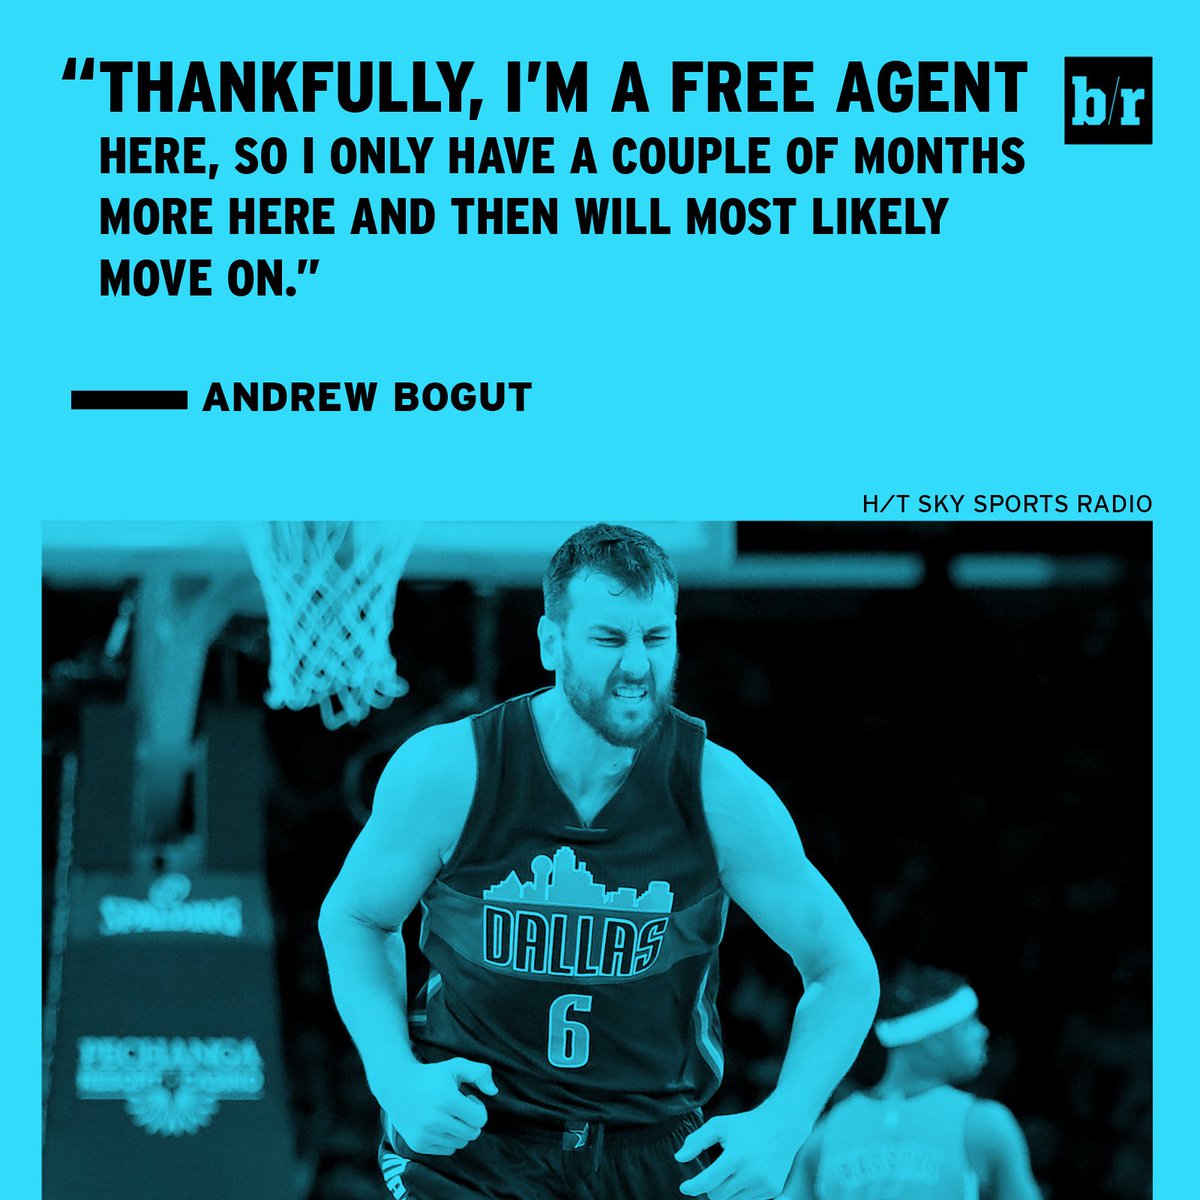 “THANKFULLY, I’M A FREE AGENT
HERE, SO I ONLY HAVE A COUPLE OF MONTHS
MORE HERE AND THEN WILL MOST LIKELY
MOVE ON.”
b/r
ANDREW BOGUT
H/T SKY SPORTS RADIO
SPALDING
PECHANGA
DALLAS
6